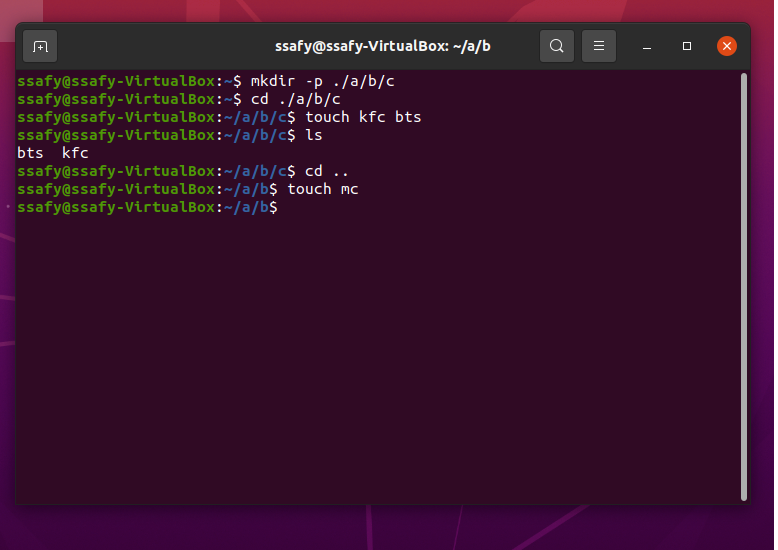 ssafy@ssafy-VirtualBox: ~/a/b
ssafy@ssafy-VirtualBox:~$ mkdir -p ./a/b/c
ssafy@ssafy-VirtualBox:~$ cd ./a/b/c
ssafy@ssafy-VirtualBox:~/a/b/c$ touch kfc bts
ssafy@ssafy-VirtualBox:~/a/b/c$ ls
bts  kfc
ssafy@ssafy-VirtualBox:~/a/b/c$ cd ..
ssafy@ssafy-VirtualBox:~/a/b$ touch mc
ssafy@ssafy-VirtualBox:~/a/b$